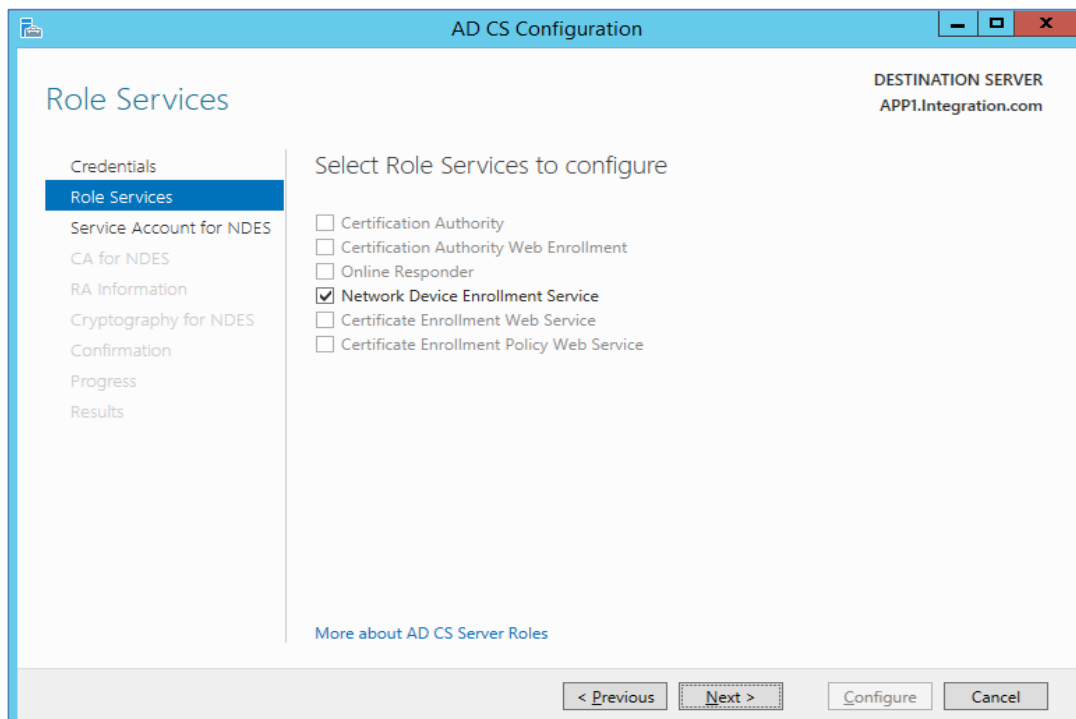 AD CS Configuration
Role Services
DESTINATION SERVER
APP1.Integration.com
Credentials
Role Services
Service Account for NDES
CA for NDES
RA Information
Cryptography for NDES
Confirmation
Progress
Results
Select Role Services to configure
Certification Authority
Certification Authority Web Enrollment
Online Responder
Network Device Enrollment Service
Certificate Enrollment Web Service
Certificate Enrollment Policy Web Service
More about AD CS Server Roles
< Previous
Next >
Configure
Cancel